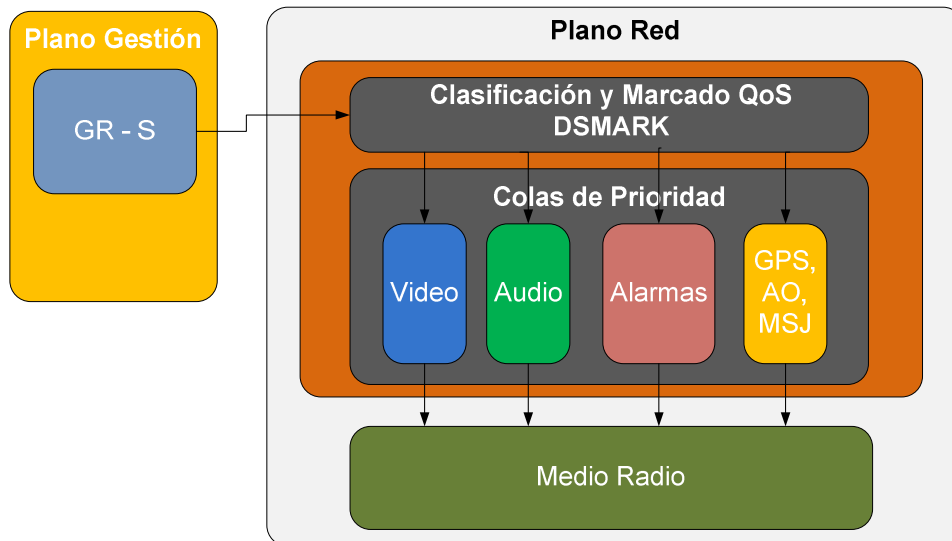 Plano Gestión
GR - S
Plano Red
Clasificación y Marcado QoS
DSMARK
Colas de Prioridad
Video
Audio
Alarmas
GPS,
AO,
MSJ
Medio Radio